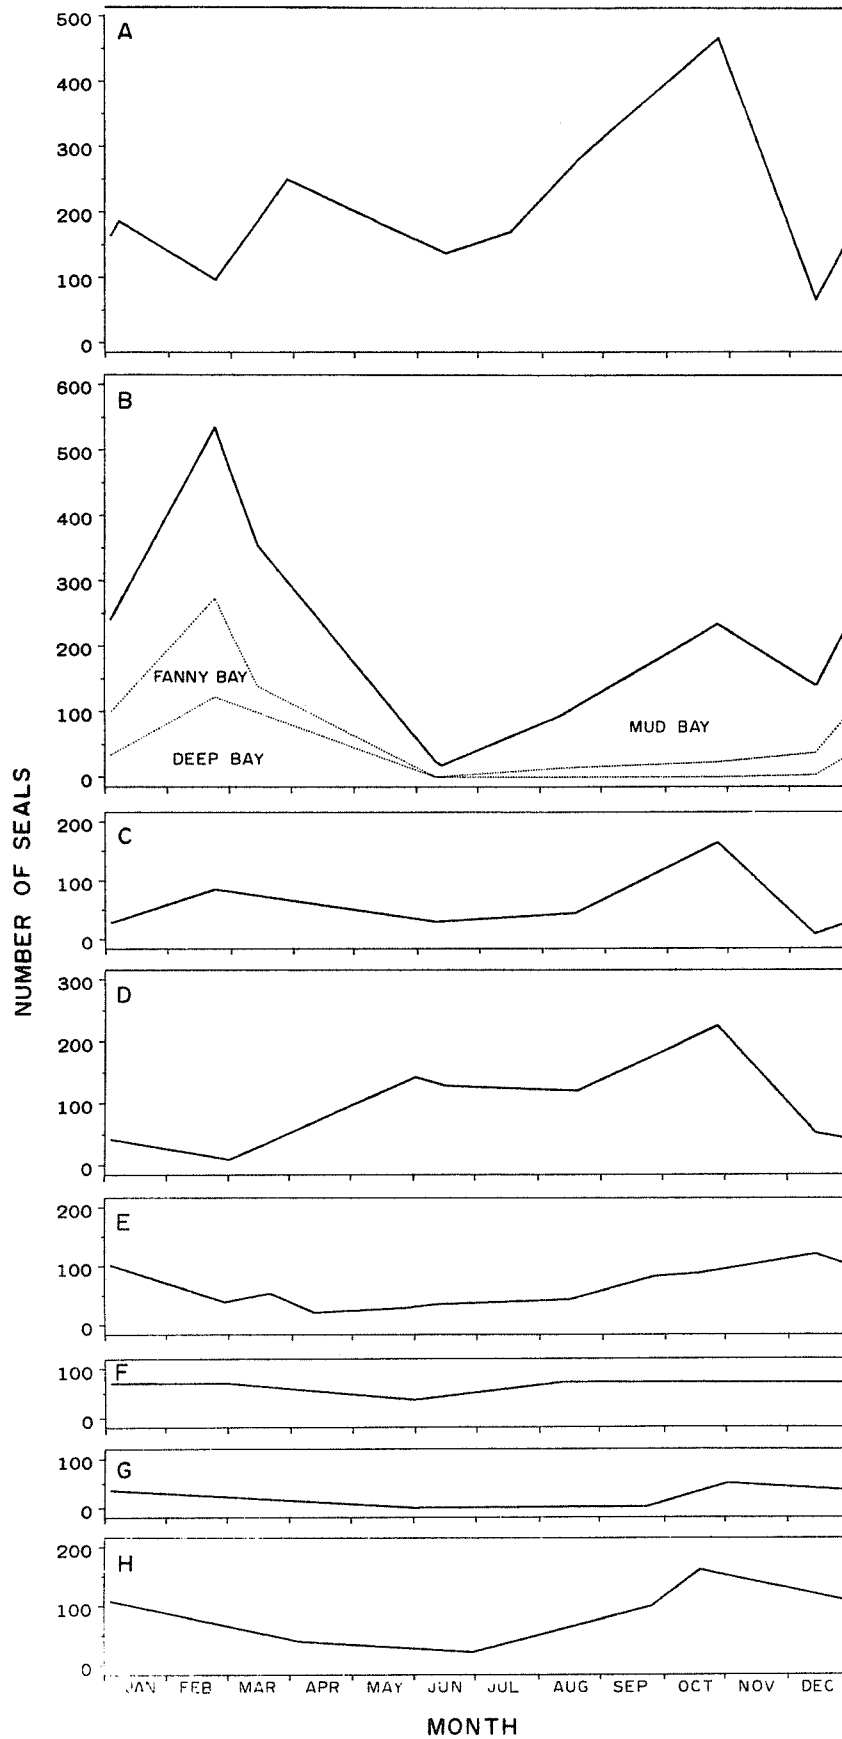 A
500
400
300
200
100
0
B
600
500
400
300
200
100
0
FANNY BAY
DEEP BAY
MUD BAY
C
200
100
0
D
300
200
100
0
E
200
100
0
F
100
0
G
100
0
H
200
100
0
NUMBER OF SEALS
JAN FEB MAR APR MAY JUN JUL AUG SEP OCT NOV DEC
MONTH